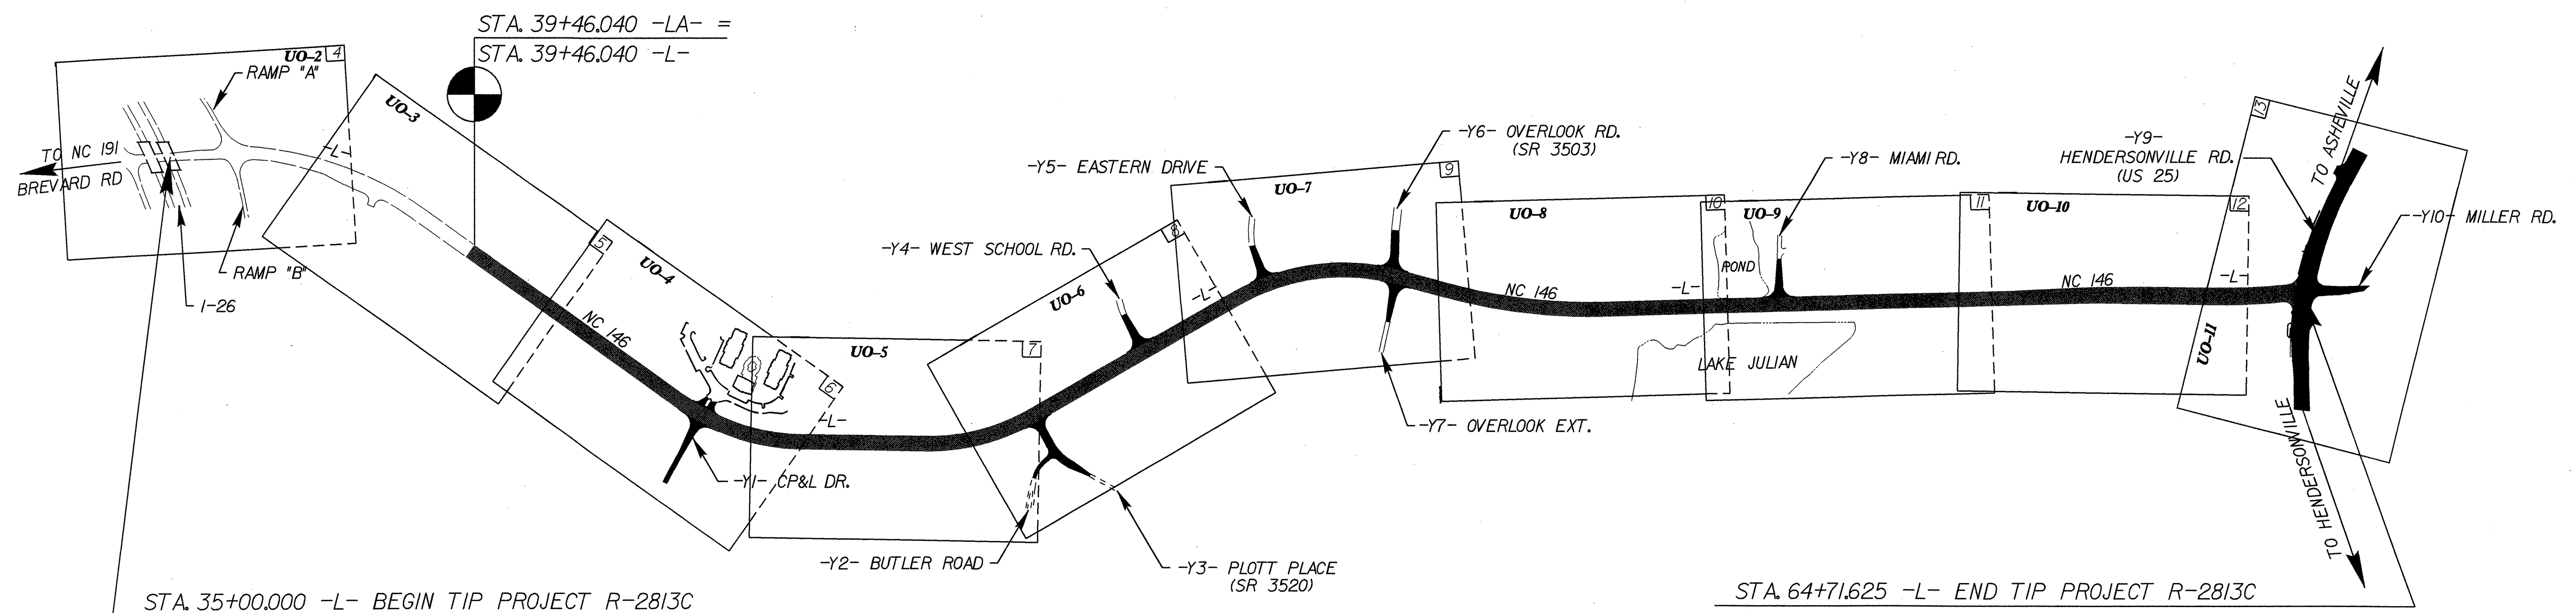 STA. 39+46.040 -LA- =
STA. 39+46.040 -L-
UO-2
4
RAMP "A"
TO NC 191
BREVARD RD
-L-
RAMP "B"
I-26
UO-3
5
NC 146
UO-4
6
-L-
-Y1- CP&L DR.
UO-5
7
-Y2- BUTLER ROAD
-Y3- PLOTT PLACE
(SR 3520)
-Y4- WEST SCHOOL RD.
UO-6
8
-L-
-Y5- EASTERN DRIVE
UO-7
9
-Y6- OVERLOOK RD.
(SR 3503)
-Y7- OVERLOOK EXT.
UO-8
10
NC 146
-L-
UO-9
11
POND
-Y8- MIAMI RD.
LAKE JULIAN
UO-10
12
NC 146
-L-
-Y9-
HENDERSONVILLE RD.
(US 25)
13
TO ASHEVILLE
-Y10- MILLER RD.
UO-11
TO HENDERSONVILLE
STA. 35+00.000 -L- BEGIN TIP PROJECT R-2813C
STA. 64+71.625 -L- END TIP PROJECT R-2813C